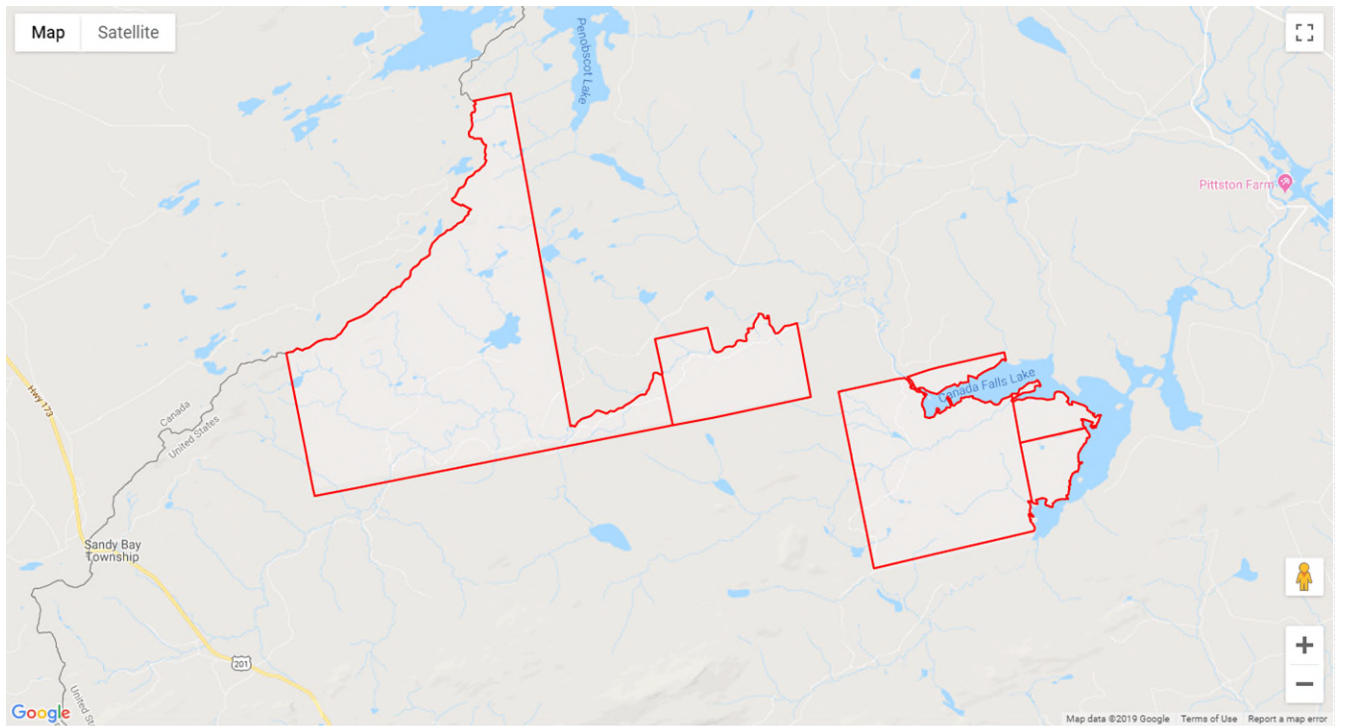 Map Satellite
Penobscot Lake
Pittston Farm
Canada Falls Lake
Hwy 173
Canada
United States
Sandy Bay
Township
201
United St
Google
Map data ©2019 Google Terms of Use Report a map error